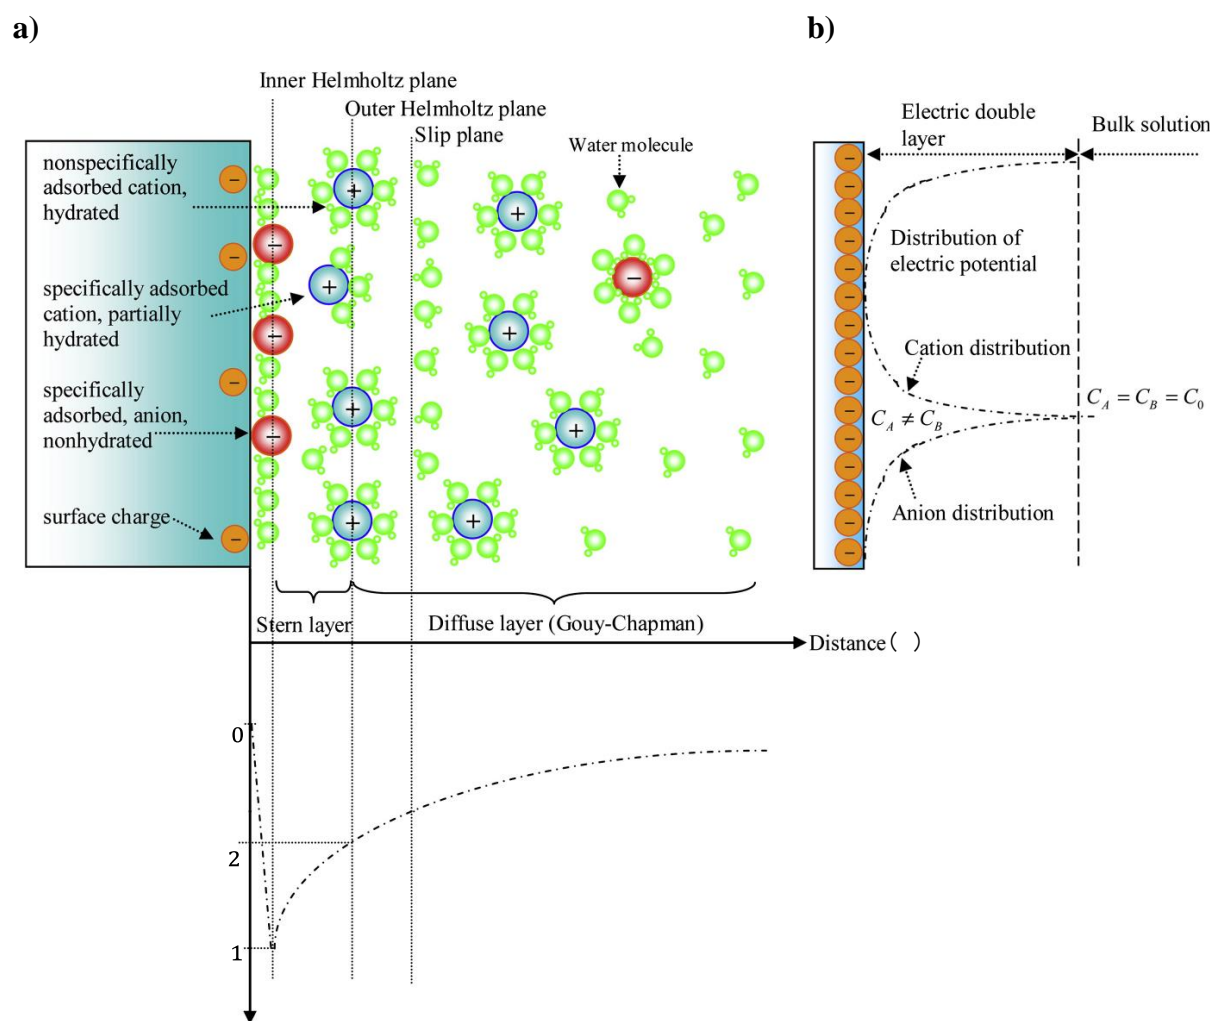 a)
b)
Inner Helmholtz plane
Outer Helmholtz plane
Slip plane
Water molecule
nonspecifically
adsorbed cation,
hydrated
specifically adsorbed
cation, partially
hydrated
specifically
adsorbed, anion,
nonhydrated
surface charge
Stern layer
Diffuse layer (Gouy-Chapman)
Distance( )
0
2
1
Electric double
layer
Bulk solution
Distribution of
electric potential
Cation distribution
C_A ≠ C_B
C_A = C_B = C_0
Anion distribution